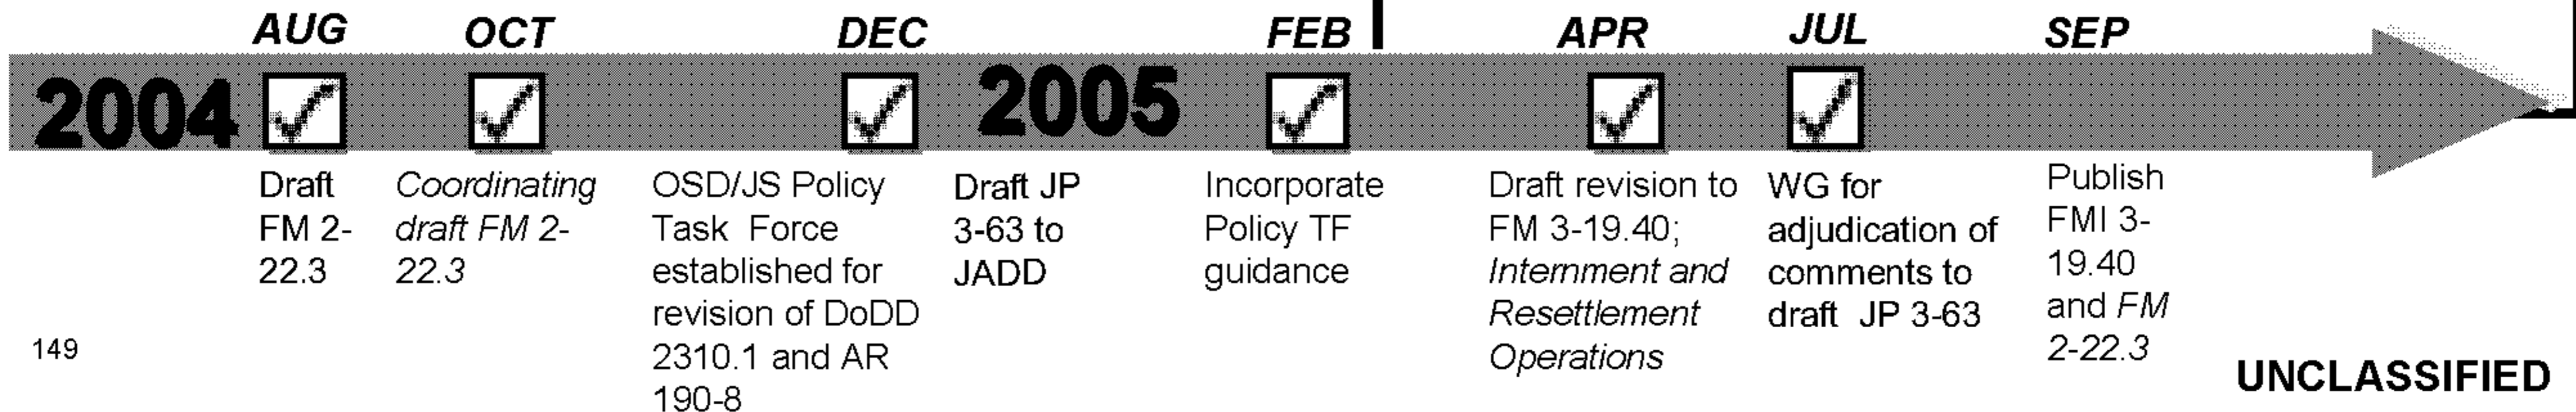 AUG OCT DEC FEB APR JUL SEP
2004 2005
Draft
FM 2-
22.3
Coordinating
draft FM 2-
22.3
OSD/JS Policy
Task Force
established for
revision of DoDD
2310.1 and AR
190-8
Draft JP
3-63 to
JADD
Incorporate
Policy TF
guidance
Draft revision to
FM 3-19.40;
Internment and
Resettlement
Operations
WG for
adjudication of
comments to
draft JP 3-63
Publish
FMI 3-
19.40
and FM
2-22.3
149
UNCLASSIFIED